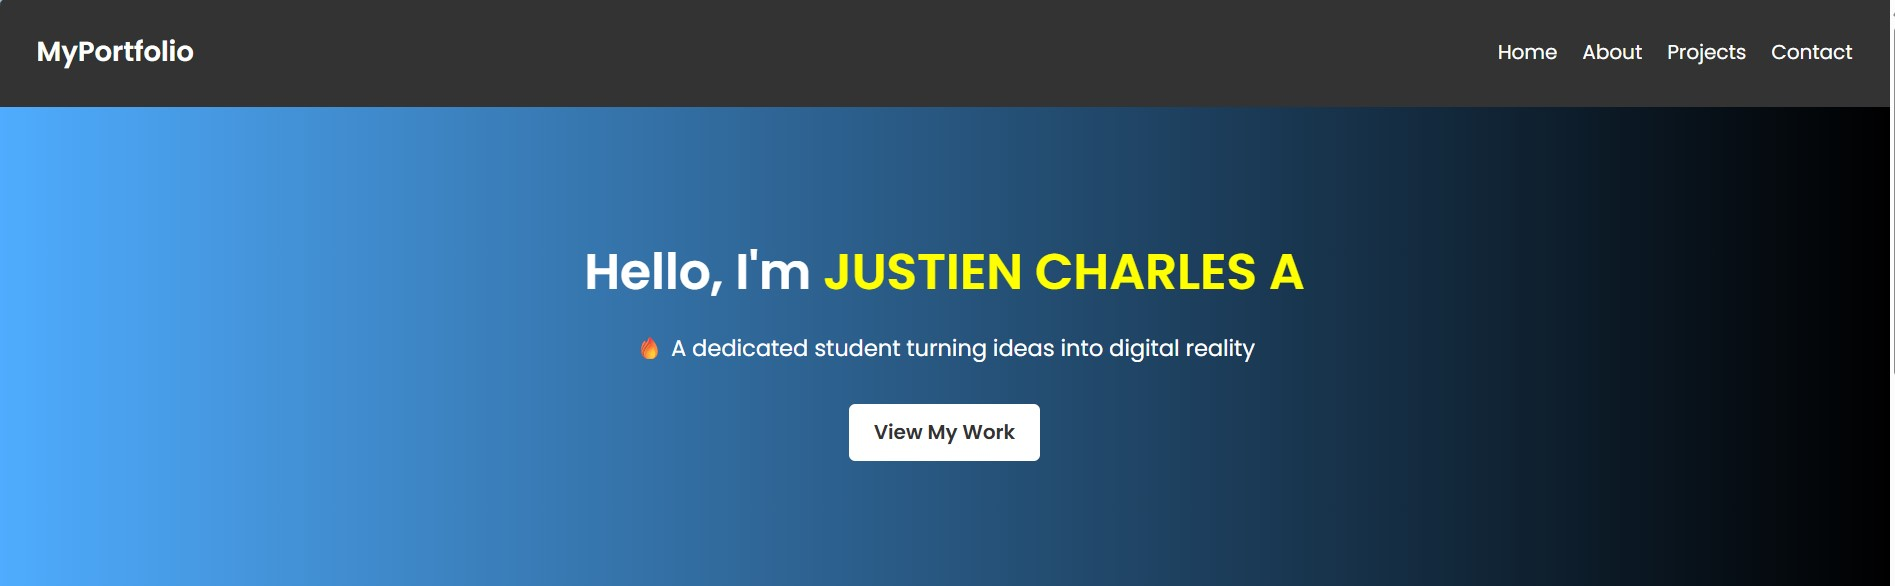 MyPortfolio
Home About Projects Contact
Hello, I'm JUSTIEN CHARLES A
🔥 A dedicated student turning ideas into digital reality
View My Work